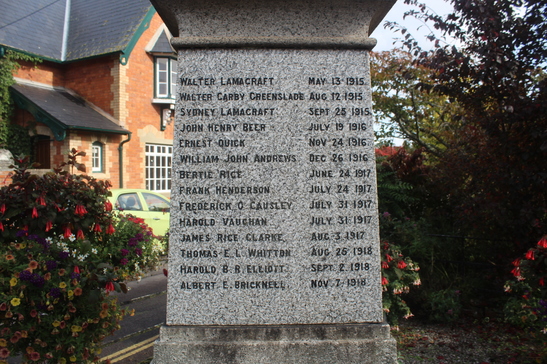 WALTER LAMACRAFT MAY 13 1915.
WALTER CARBY GREENSLADE AUG 12 1915.
SYDNEY LAMACRAFT SEPT 25 1915
JOHN HENRY BEER JULY 19 1916
ERNEST QUICK NOV 24 1916.
WILLIAM JOHN ANDREWS DEC 26 1916
BERTIE RICE JUNE 24 1917
FRANK HENDERSON JULY 24 1917
FREDERICK O CAUSLEY JULY 31 1917
HAROLD VAUGHAN JULY 31 1917.
JAMES RICE CLARKE. AUG 3 1917.
THOMAS E. L. WHITTON AUG 25 1918
HAROLD B. R. ELLIOTT. SEPT 2 1918
ALBERT E. BRICKNELL. NOV 7 1918